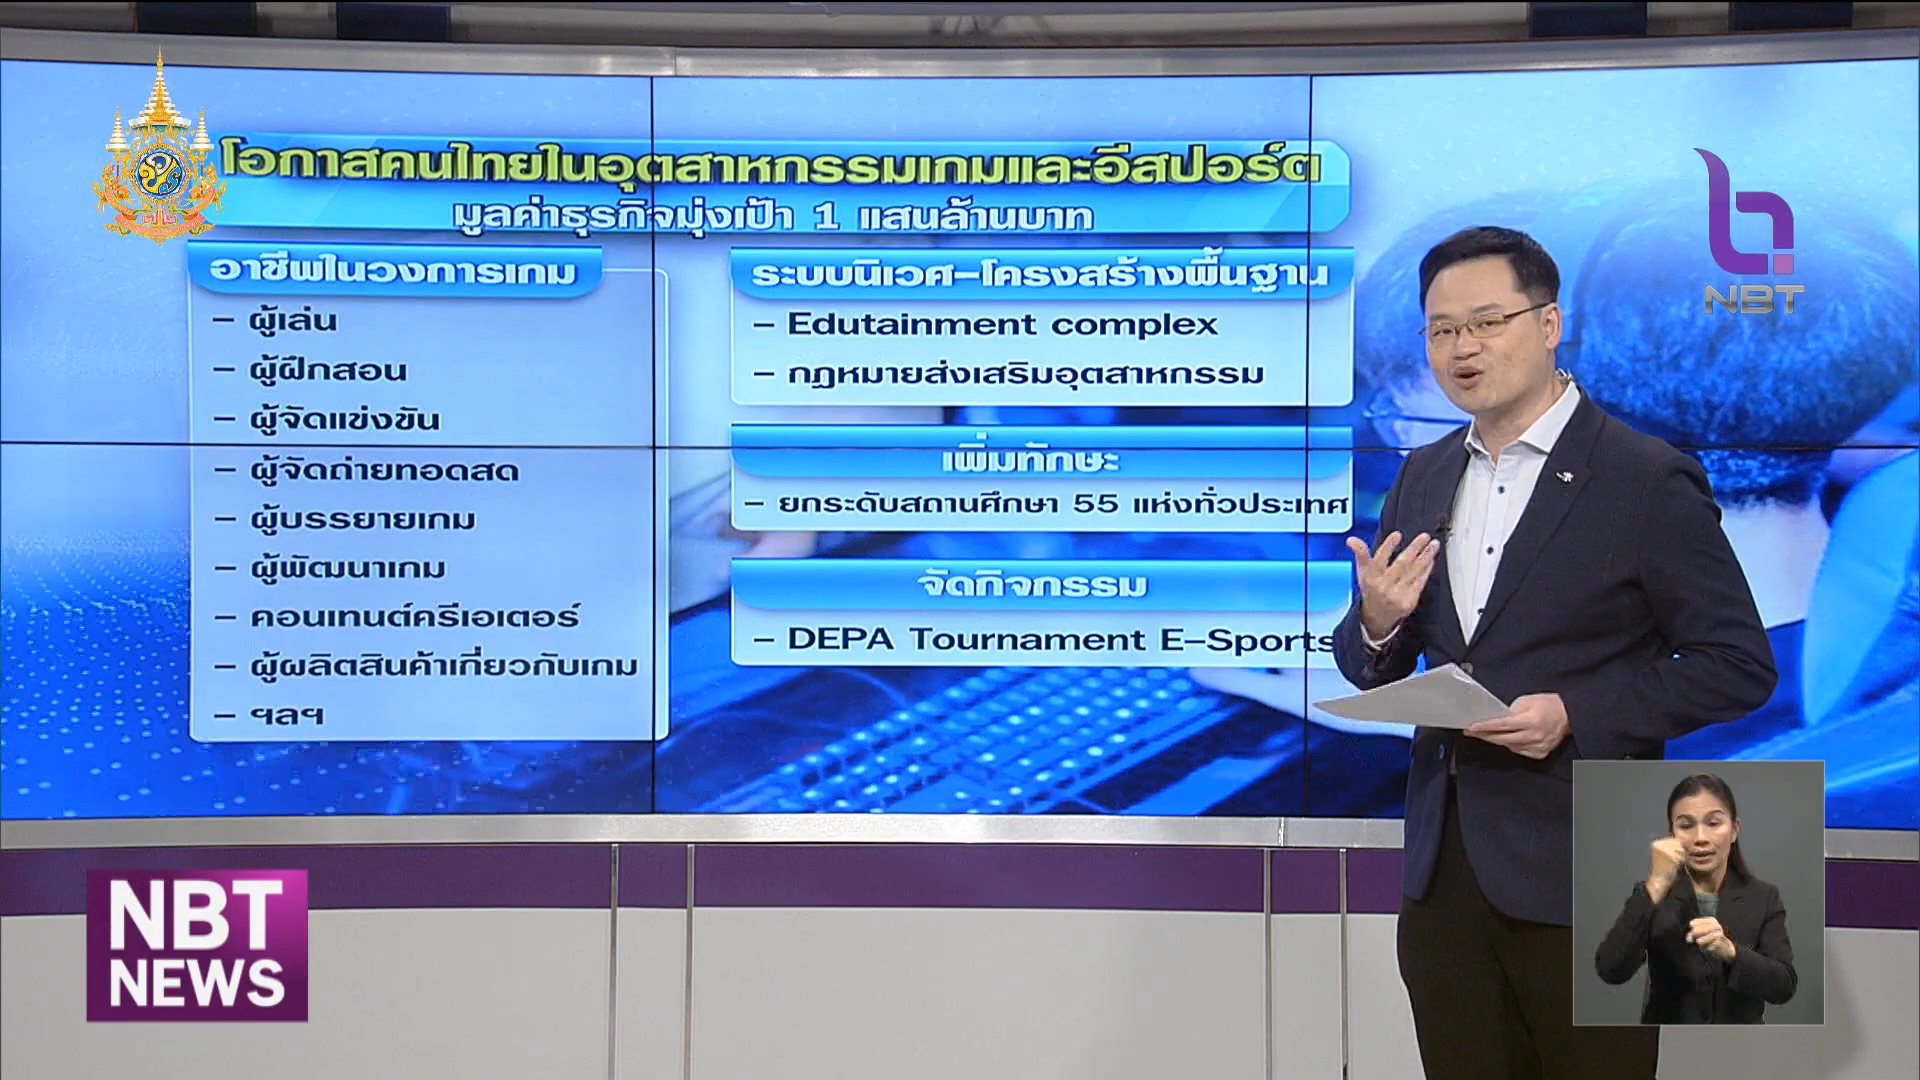 โอกาสคนไทยในอุตสาหกรรมเกมและอีสปอร์ต
มูลค่าธุรกิจมุ่งเป้า 1 แสนล้านบาท
อาชีพในวงการเกม
– ผู้เล่น
– ผู้ฝึกสอน
– ผู้จัดแข่งขัน
– ผู้จัดถ่ายทอดสด
– ผู้บรรยายเกม
– ผู้พัฒนาเกม
– คอนเทนต์ครีเอเตอร์
– ผู้ผลิตสินค้าเกี่ยวกับเกม
– ฯลฯ
ระบบนิเวศ-โครงสร้างพื้นฐาน
– Edutainment complex
– กฎหมายส่งเสริมอุตสาหกรรม
เพิ่มทักษะ
– ยกระดับสถานศึกษา 55 แห่งทั่วประเทศ
จัดกิจกรรม
– DEPA Tournament E-Sports
NBT
NBT
NEWS